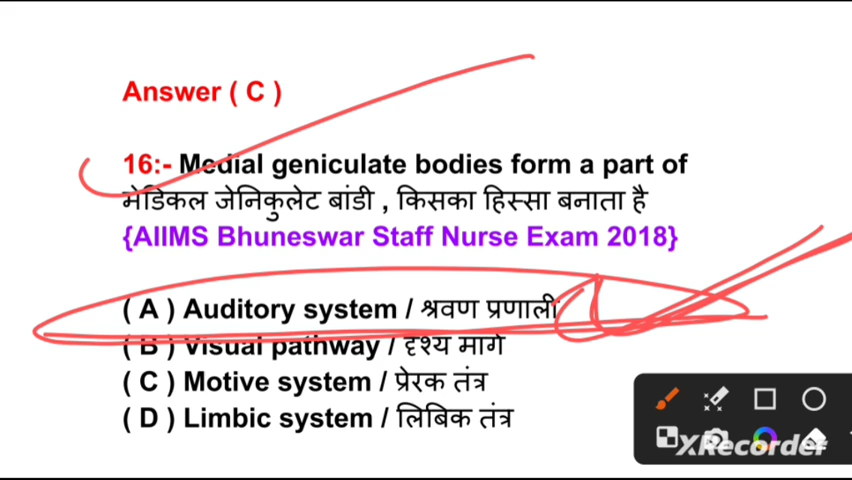 Answer ( C )
16:- Medial geniculate bodies form a part of
मेडिकल जेनिकुलेट बांडी , किसका हिस्सा बनाता है
{AIIMS Bhuneswar Staff Nurse Exam 2018}
( A ) Auditory system / श्रवण प्रणाली
( B ) Visual pathway / दृश्य मार्ग
( C ) Motive system / प्रेरक तंत्र
( D ) Limbic system / लिबिक तंत्र
XRecorder